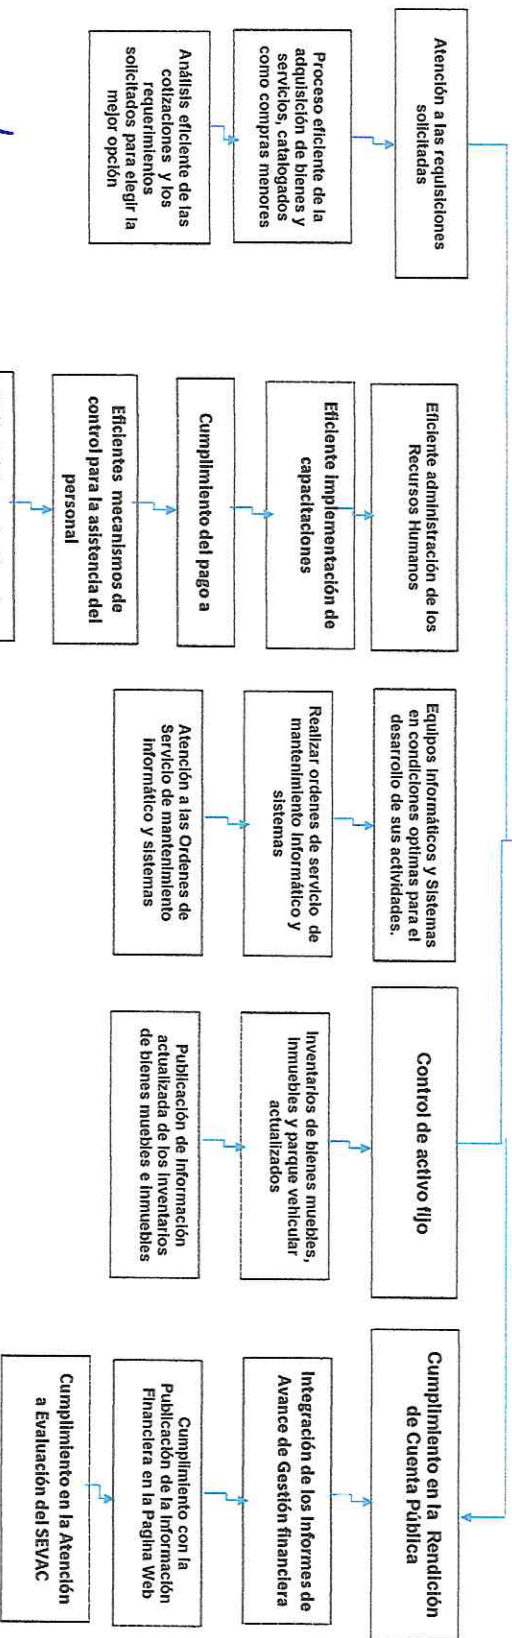 Atención a las requisiciones
solicitadas
Proceso eficiente de la
adquisición de bienes y
servicios, catalogados
como compras menores
Análisis eficiente de las
cotizaciones y los
requerimientos
solicitados para elegir la
mejor opción
Eficiente administración de los
Recursos Humanos
Eficiente implementación de
capacitaciones
Cumplimiento del pago a
Eficientes mecanismos de
control para la asistencia del
personal
Equipos Informáticos y Sistemas
en condiciones optimas para el
desarrollo de sus actividades.
Realizar ordenes de servicio de
mantenimiento informático y
sistemas
Atención a las Ordenes de
Servicio de mantenimiento
informático y sistemas
Control de activo fijo
Inventarios de bienes muebles,
inmuebles y parque vehicular
actualizados
Publicación de información
actualizada de los inventarios
de bienes muebles e inmuebles
Cumplimiento en la Rendición
de Cuenta Pública
Integración de los Informes de
Avance de Gestión financiera
Cumplimiento con la
Publicación de la Información
Financiera en la Pagina Web
Cumplimiento en la Atención
a Evaluación del SEVAC